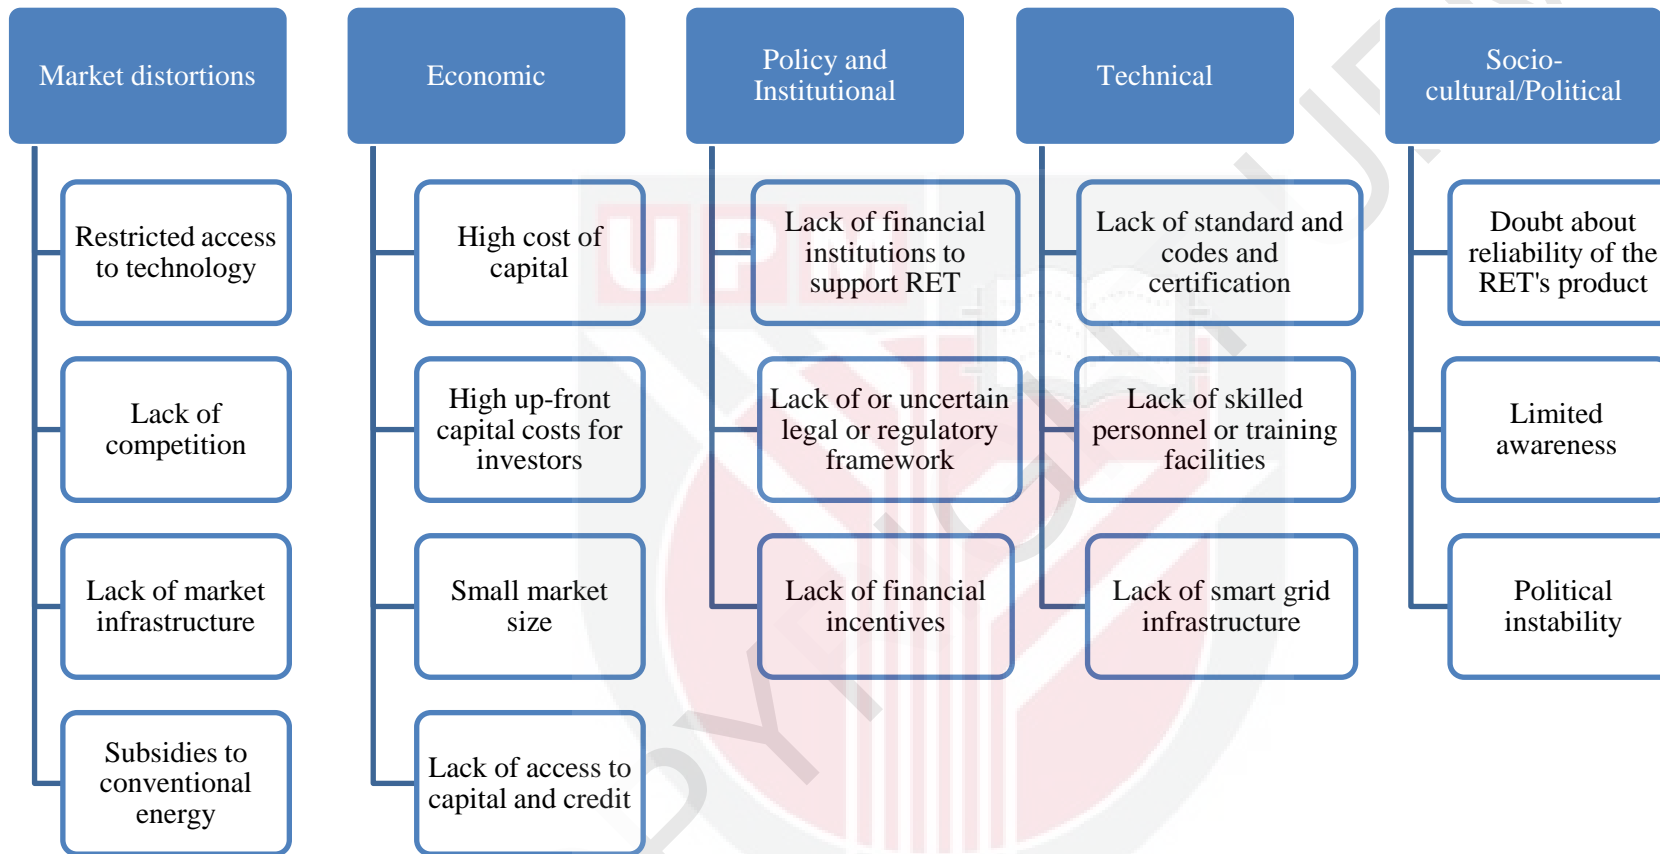 Market distortions
Restricted access
to technology
Lack of
competition
Lack of market
infrastructure
Subsidies to
conventional
energy
Economic
High cost of
capital
High up-front
capital costs for
investors
Small market
size
Lack of access to
capital and credit
Policy and
Institutional
Lack of financial
institutions to
support RET
Lack of or uncertain
legal or regulatory
framework
Lack of financial
incentives
Technical
Lack of standard and
codes and
certification
Lack of skilled
personnel or training
facilities
Lack of smart grid
infrastructure
Socio-
cultural/Political
Doubt about
reliability of the
RET's product
Limited
awareness
Political
instability
UPM
PYRIGHT UP